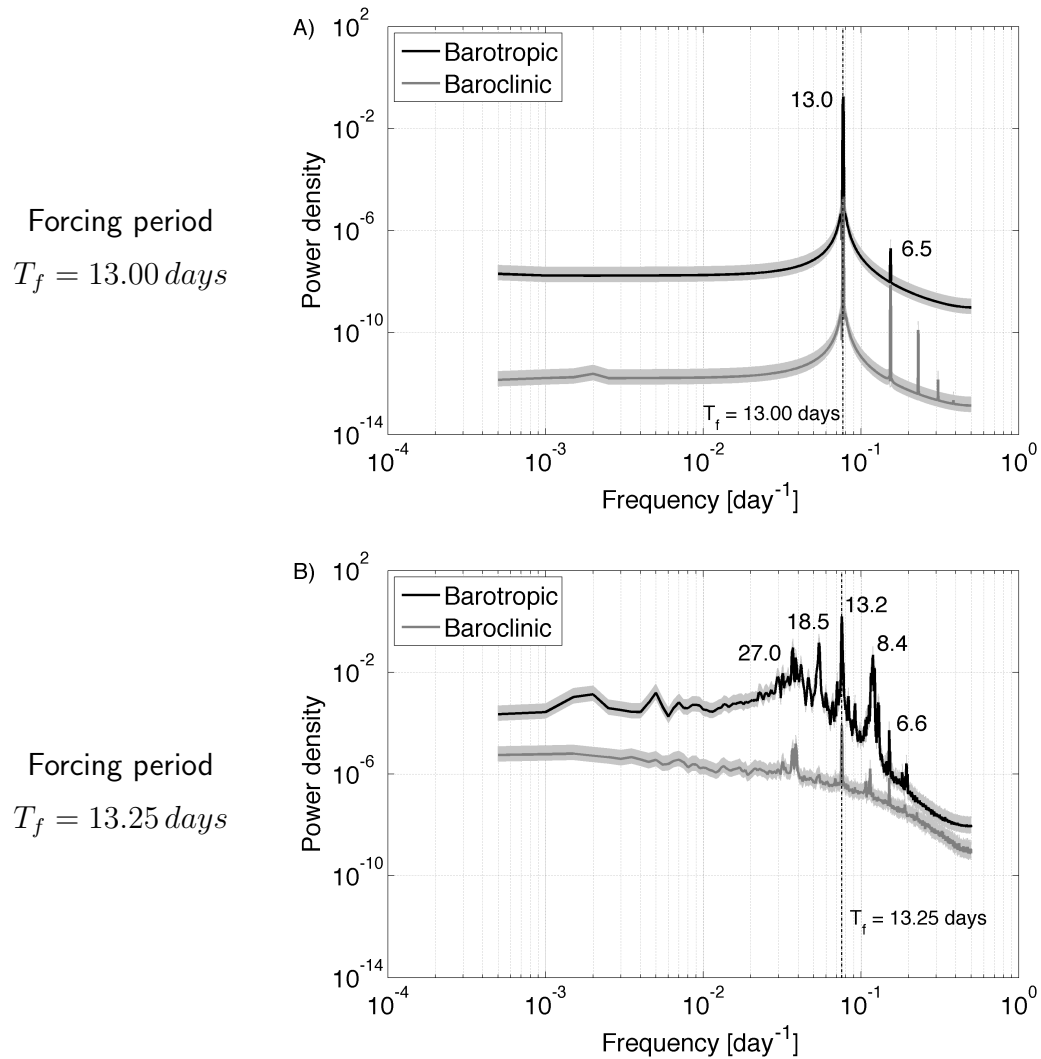 Forcing period
T_f = 13.00 days
A)
Barotropic
Baroclinic
13.0
6.5
T_f = 13.00 days
Power density
10^2
10^-2
10^-6
10^-10
10^-14
10^-4 10^-3 10^-2 10^-1 10^0
Frequency [day^-1]
Forcing period
T_f = 13.25 days
B)
Barotropic
Baroclinic
27.0
18.5
13.2
8.4
6.6
T_f = 13.25 days
Power density
10^2
10^-2
10^-6
10^-10
10^-14
10^-4 10^-3 10^-2 10^-1 10^0
Frequency [day^-1]